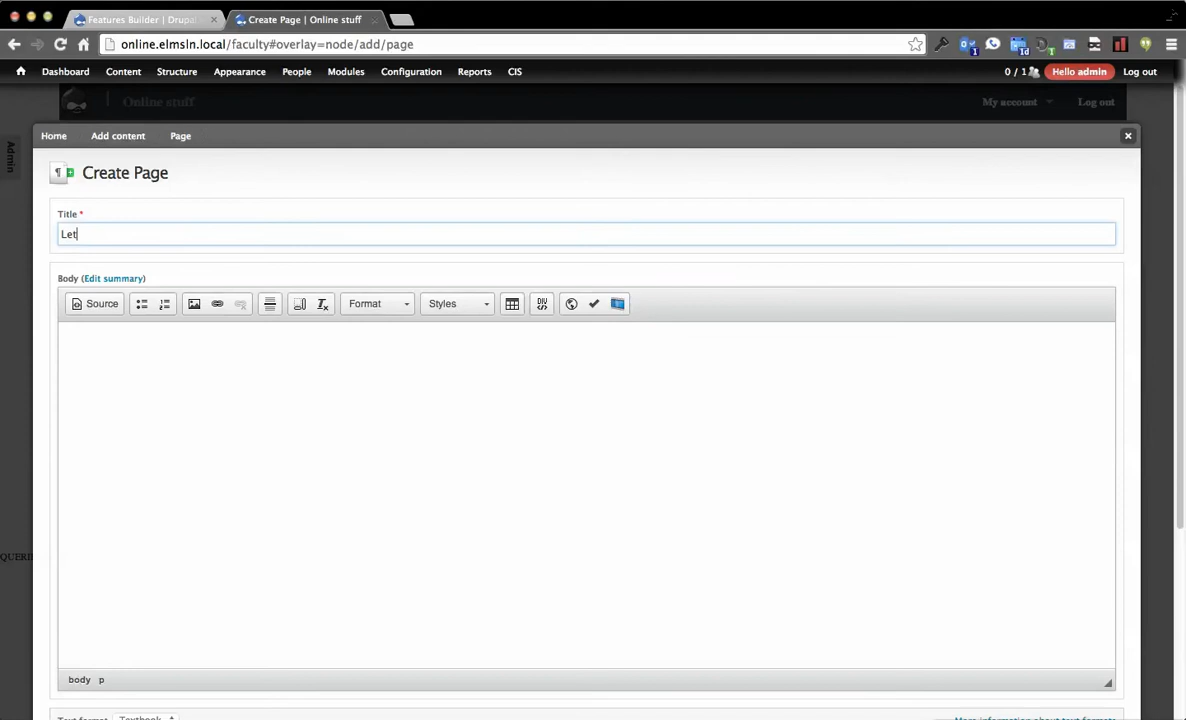 Features Builder | Drupa
Create Page | Online stuff
online.elmsln.local/faculty#overlay=node/add/page
Dashboard Content Structure Appearance People Modules Configuration Reports CIS 0 / 1 Hello admin Log out
Online stuff My account Log out
Admin
Home Add content Page
Create Page
Title *
Let
Body (Edit summary)
Source Format Styles
body p
QUERI
Text format Textbook More information about text formats